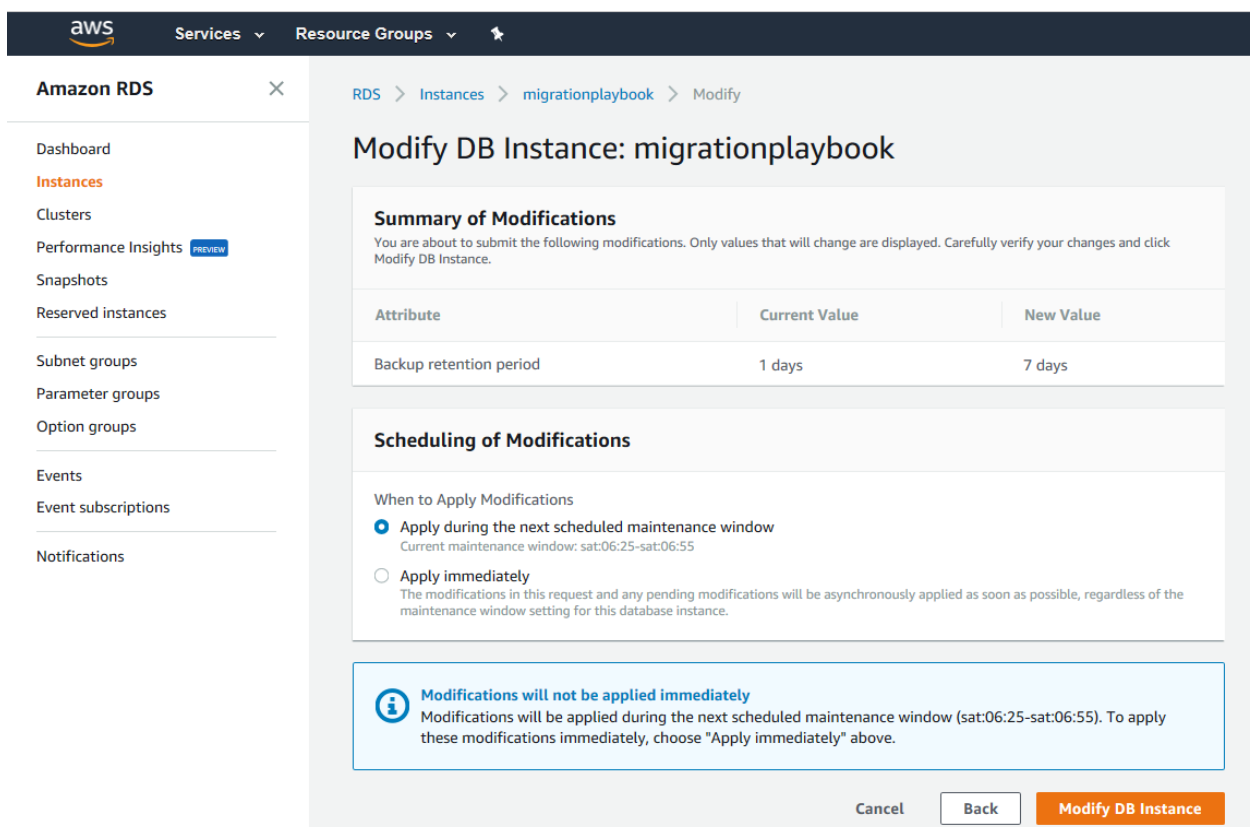 aws Services Resource Groups
Amazon RDS
Dashboard
Instances
Clusters
Performance Insights PREVIEW
Snapshots
Reserved instances
Subnet groups
Parameter groups
Option groups
Events
Event subscriptions
Notifications
RDS > Instances > migrationplaybook > Modify
Modify DB Instance: migrationplaybook
Summary of Modifications
You are about to submit the following modifications. Only values that will change are displayed. Carefully verify your changes and click
Modify DB Instance.
Attribute Current Value New Value
Backup retention period 1 days 7 days
Scheduling of Modifications
When to Apply Modifications
Apply during the next scheduled maintenance window
Current maintenance window: sat:06:25-sat:06:55
Apply immediately
The modifications in this request and any pending modifications will be asynchronously applied as soon as possible, regardless of the
maintenance window setting for this database instance.
Modifications will not be applied immediately
Modifications will be applied during the next scheduled maintenance window (sat:06:25-sat:06:55). To apply
these modifications immediately, choose "Apply immediately" above.
Cancel Back Modify DB Instance